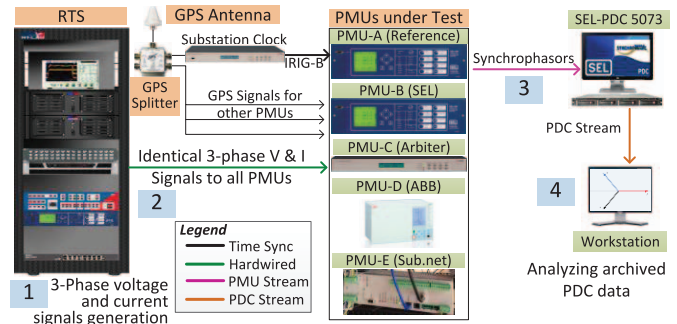 RTS
GPS Antenna
PMUs under Test
SEL-PDC 5073
Substation Clock
IRIG-B
PMU-A (Reference)
GPS
Splitter
GPS Signals for
other PMUs
PMU-B (SEL)
Synchrophasors
3
SEL
PDC
PDC Stream
Identical 3-phase V & I
Signals to all PMUs
2
PMU-C (Arbiter)
PMU-D (ABB)
PMU-E (Sub.net)
4
Workstation
Analyzing archived
PDC data
Legend
Time Sync
Hardwired
PMU Stream
PDC Stream
1
3-Phase voltage
and current
signals generation